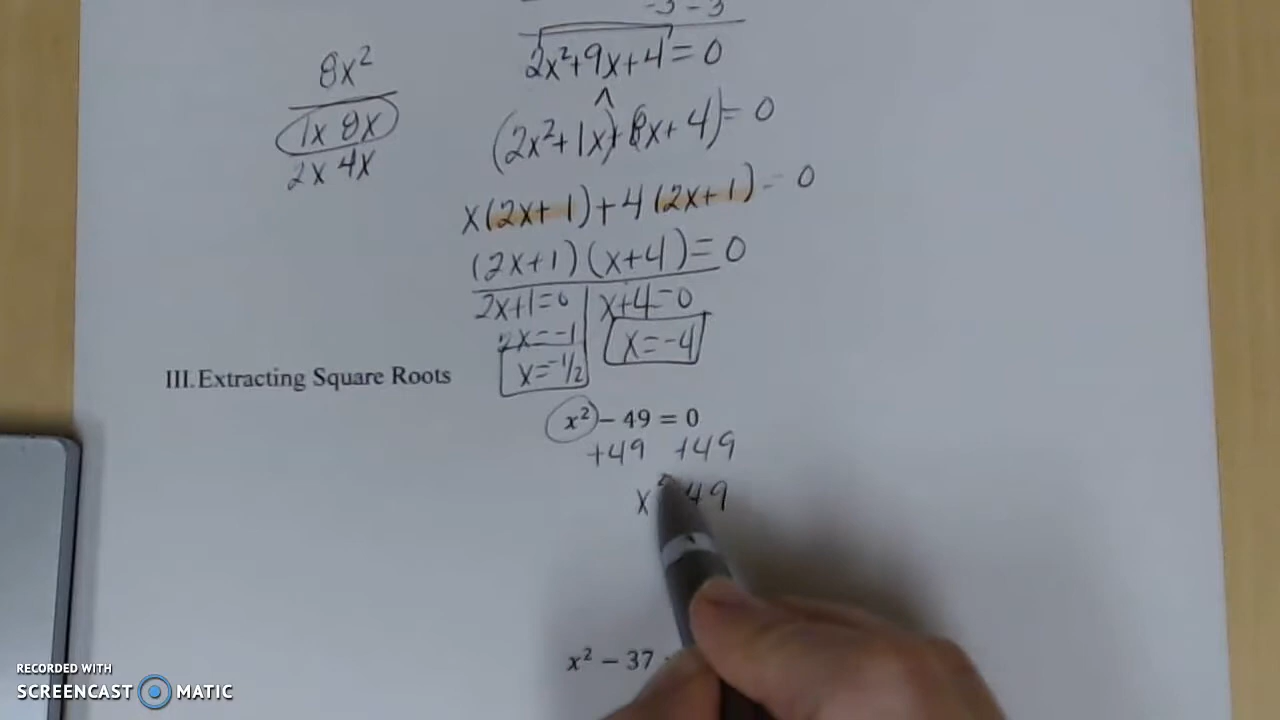 -3 -3
2x²+9x+4=0
8x²
1x 8x
2x 4x
(2x²+1x)+(8x+4)=0
x(2x+1)+4(2x+1)=0
(2x+1)(x+4)=0
2x+1=0 x+4=0
2x=-1 x=-4
x=-1/2
III. Extracting Square Roots
x² − 49 = 0
+49 +49
x² 49
x² − 37
RECORDED WITH
SCREENCAST MATIC